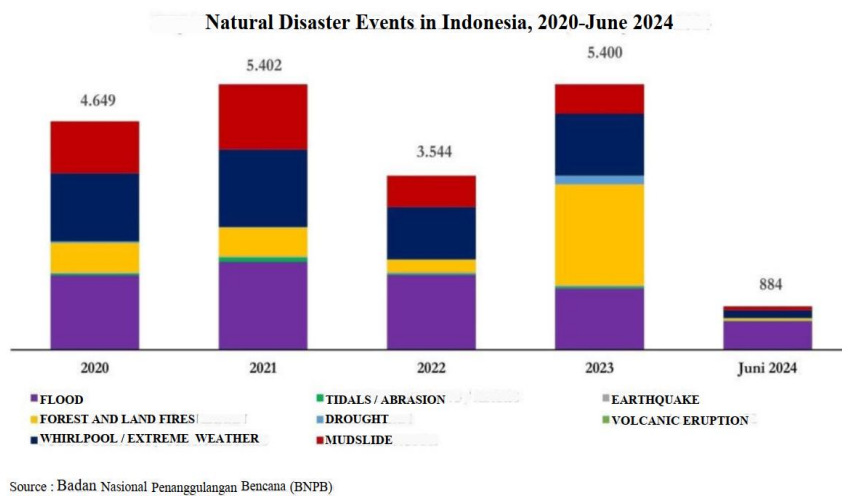 Natural Disaster Events in Indonesia, 2020-June 2024
4.649
5.402
3.544
5.400
884
2020
2021
2022
2023
Juni 2024
FLOOD
TIDALS / ABRASION
EARTHQUAKE
FOREST AND LAND FIRES
DROUGHT
VOLCANIC ERUPTION
WHIRLPOOL / EXTREME WEATHER
MUDSLIDE
Source : Badan Nasional Penanggulangan Bencana (BNPB)